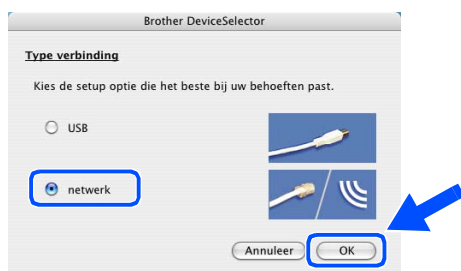 Brother DeviceSelector
Type verbinding
Kies de setup optie die het beste bij uw behoeften past.
USB
netwerk
Annuleer OK